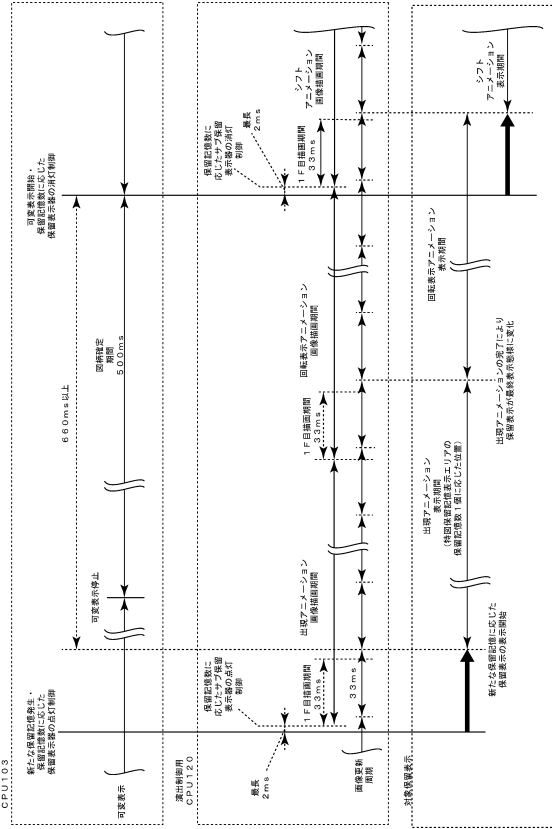 CPU103
新たな保留記憶発生・
保留記憶数に応じた
保留表示器の点灯制御
可変表示開始・
保留記憶数に応じた
保留表示器の消灯制御
660ms以上
可変表示
可変表示停止
図柄確定
期間
500ms
演出制御用
CPU120
最長
2ms
保留記憶数に
応じたサブ保留
表示器の点灯
制御
1F目描画期間
33ms
33ms
出現アニメーション
画像描画期間
1F目描画期間
33ms
回転表示アニメーション
画像描画期間
保留記憶数に
応じたサブ保留
表示器の消灯
制御
最長
2ms
1F目描画期間
33ms
シフト
アニメーション
画像描画期間
画像更新
周期
対象保留表示
新たな保留記憶に応じた
保留表示の表示開始
出現アニメーション
表示期間
(特図保留記憶表示エリアの
保留記憶数1個に応じた位置)
出現アニメーションの完了により
保留表示が最終表示態様に変化
回転表示アニメーション
表示期間
シフト
アニメーション
表示期間